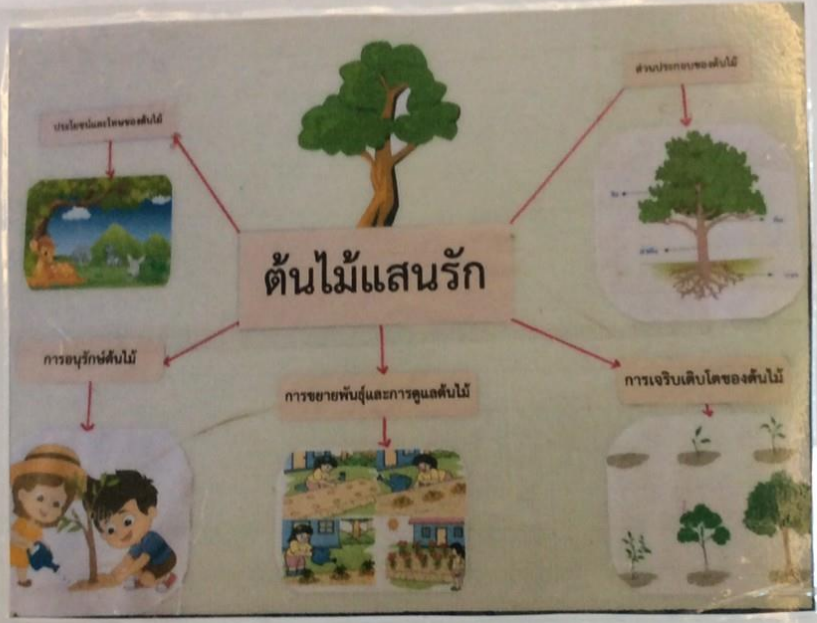 ส่วนประกอบของต้นไม้
ประโยชน์และโทษของต้นไม้
ต้นไม้แสนรัก
การอนุรักษ์ต้นไม้
การขยายพันธุ์และการดูแลต้นไม้
การเจริบเติบโตของต้นไม้